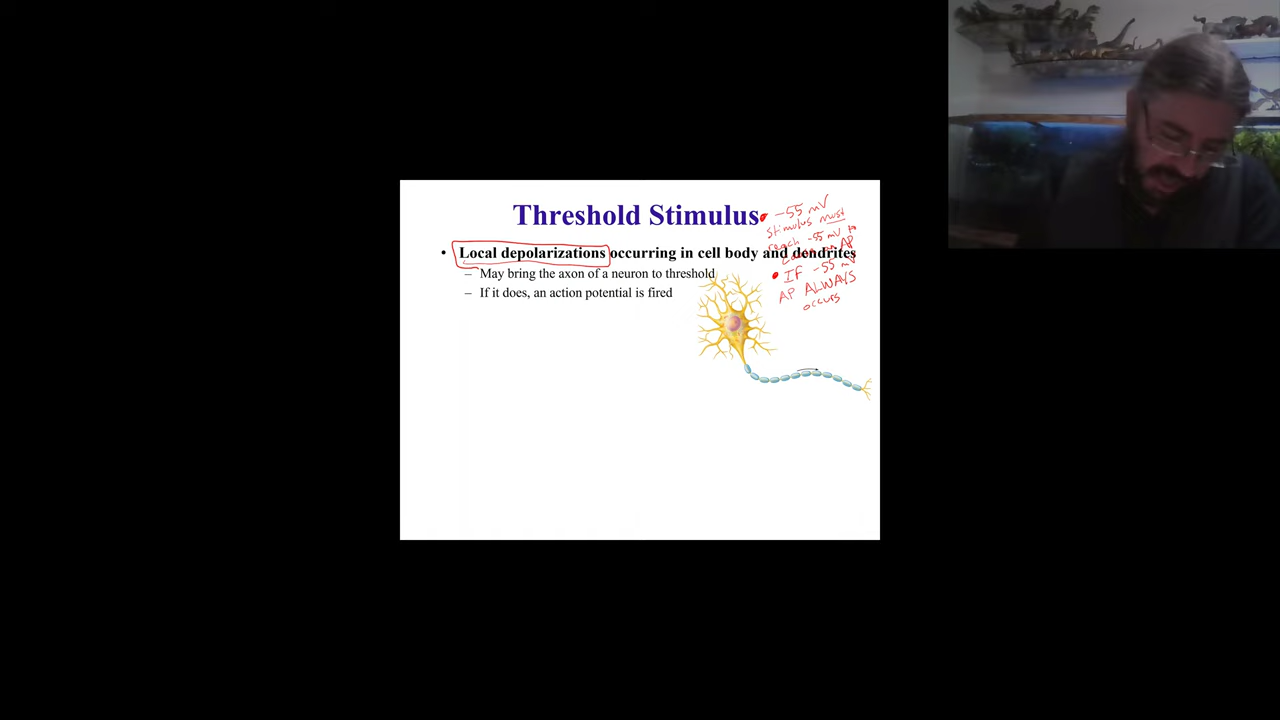 Threshold Stimulus
• -55 mV
Stimulus must
reach -55 mV to
AP
• Local depolarizations occurring in cell body and dendrites
– May bring the axon of a neuron to threshold
– If it does, an action potential is fired
• IF -55 mV
AP ALWAYS
occurs